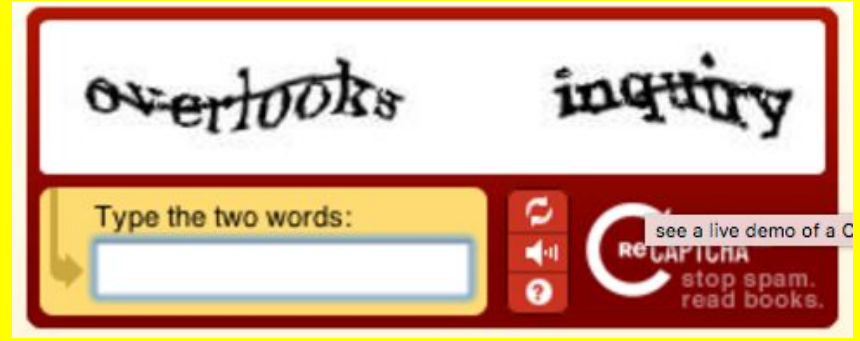 overlooks inquiry
Type the two words:
see a live demo of a C
ReCAPTCHA
stop spam.
read books.